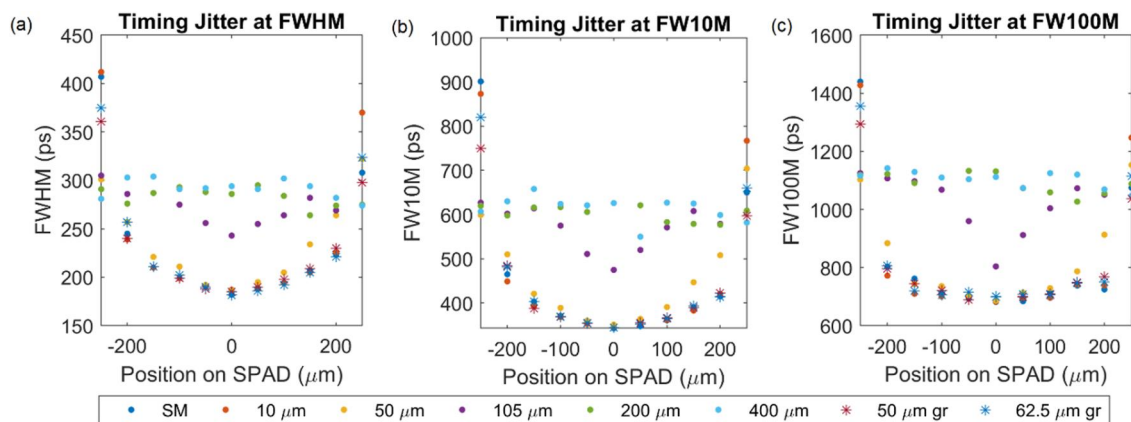 (a) Timing Jitter at FWHM
450
400
350
300
250
200
150
FWHM (ps)
-200 0 200
Position on SPAD (μm)
(b) Timing Jitter at FW10M
1000
900
800
700
600
500
400
FW10M (ps)
-200 -100 0 100 200
Position on SPAD (μm)
(c) Timing Jitter at FW100M
1600
1400
1200
1000
800
600
FW100M (ps)
-200 -100 0 100 200
Position on SPAD (μm)
SM 10 μm 50 μm 105 μm 200 μm 400 μm 50 μm gr 62.5 μm gr